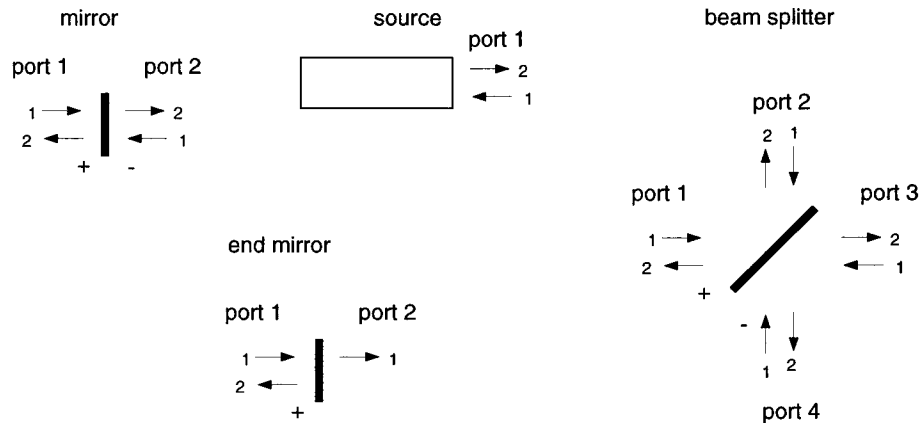 mirror
port 1 port 2
1 2
2 1
+ -
source
port 1
2
1
beam splitter
port 2
2 1
port 1 port 3
1 2
2 1
+
-
1 2
port 4
end mirror
port 1 port 2
1 1
2
+